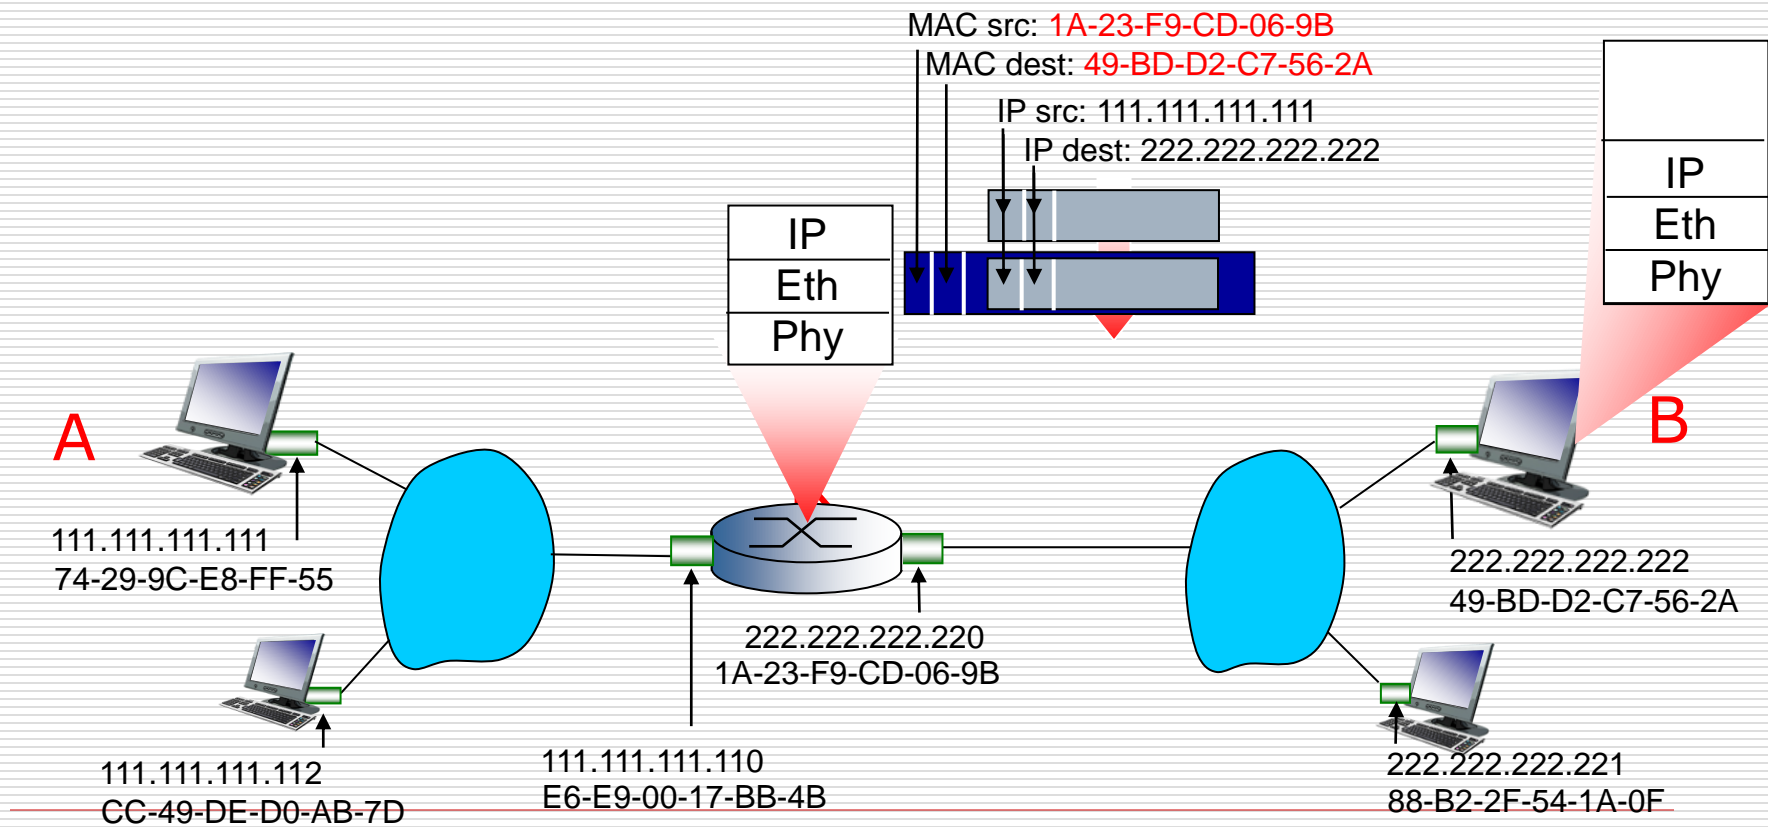 MAC src: 1A-23-F9-CD-06-9B
MAC dest: 49-BD-D2-C7-56-2A
IP src: 111.111.111.111
IP dest: 222.222.222.222
IP
Eth
Phy
IP
Eth
Phy
A
B
111.111.111.111
74-29-9C-E8-FF-55
222.222.222.222
49-BD-D2-C7-56-2A
222.222.222.220
1A-23-F9-CD-06-9B
111.111.111.112
CC-49-DE-D0-AB-7D
111.111.111.110
E6-E9-00-17-BB-4B
222.222.222.221
88-B2-2F-54-1A-0F